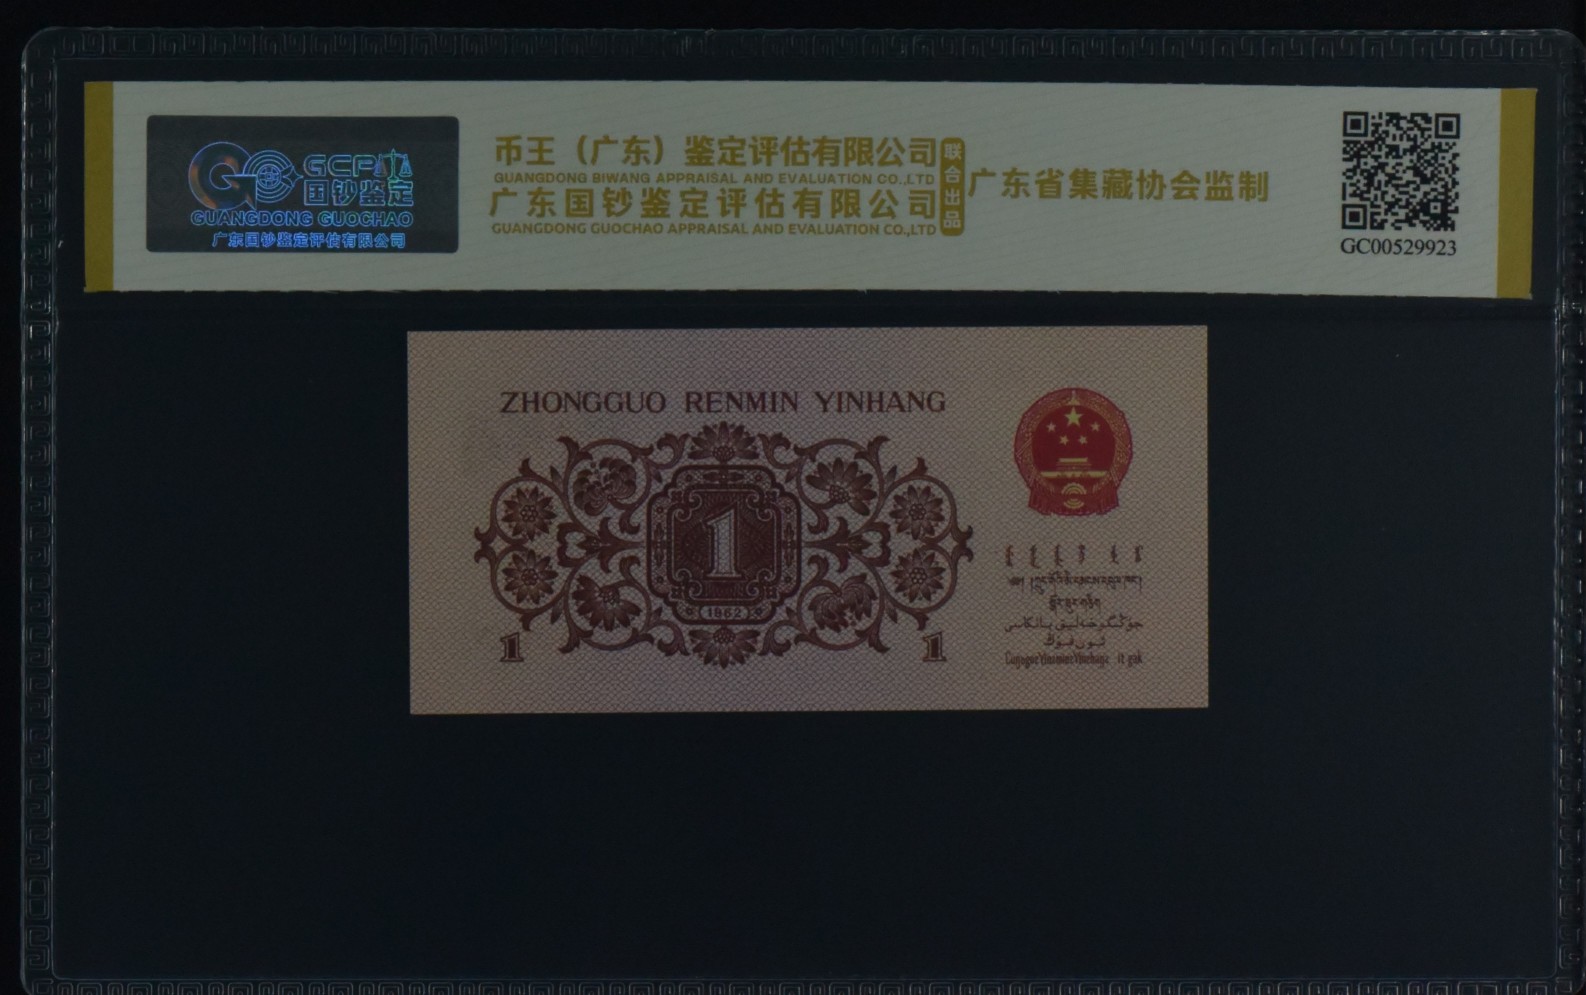 GCPJ
国钞鉴定
GUANGDONG GUOCHAO
广东国钞鉴定评估有限公司
币王（广东）鉴定评估有限公司
GUANGDONG BIWANG APPRAISAL AND EVALUATION CO.,LTD
广东国钞鉴定评估有限公司
GUANGDONG GUOCHAO APPRAISAL AND EVALUATION CO.,LTD
联合出品
广东省集藏协会监制
GC00529923
ZHONGGUO RENMIN YINHANG
1
1962
1 1